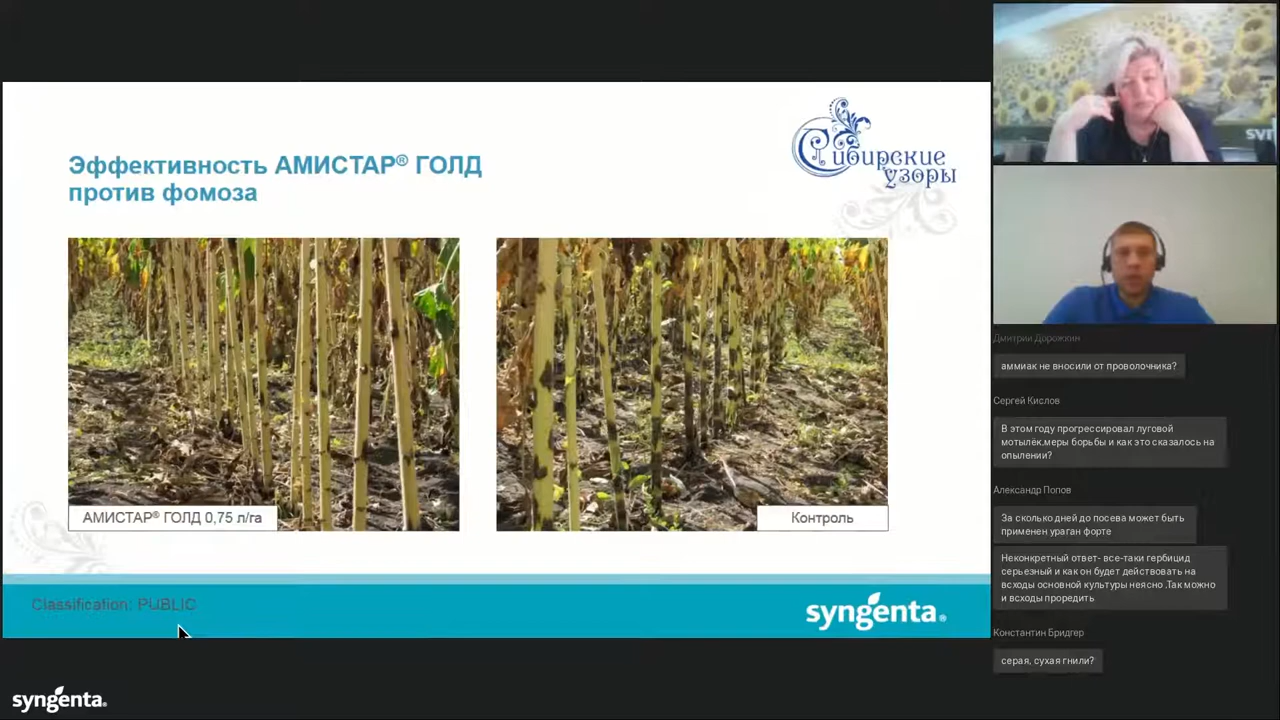 Эффективность АМИСТАР® ГОЛД
против фомоза
Сибирские
узоры
АМИСТАР® ГОЛД 0,75 л/га
Контроль
Classification: PUBLIC
syngenta®
syngenta®
syn
Дмитрии Дорожкин
аммиак не вносили от проволочника?
Сергей Кислов
В этом году прогрессировал луговой
мотылёк,меры борьбы и как это сказалось на
опылении?
Александр Попов
За сколько дней до посева может быть
применен ураган форте
Неконкретный ответ- все-таки гербицид
серьезный и как он будет действовать на
всходы основной культуры неясно .Так можно
и всходы проредить
Константин Бридгер
серая, сухая гнили?